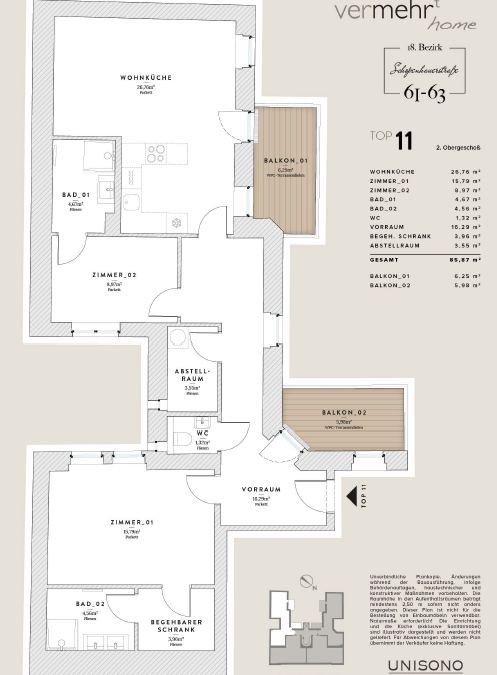 vermehrt
home
18. Bezirk
Schopenhauerstraße
61-63
TOP 11
2. Obergeschoß
WOHNKÜCHE 26,76 m²
ZIMMER_01 15,79 m²
ZIMMER_02 8,97 m²
BAD_01 4,67 m²
BAD_02 4,56 m²
WC 1,32 m²
VORRAUM 16,29 m²
BEGEH. SCHRANK 3,96 m²
ABSTELLRAUM 3,55 m²
GESAMT 85,87 m²
BALKON_01 6,25 m²
BALKON_02 5,98 m²
WOHNKÜCHE
26,76m²
Parkett
BALKON_01
6,25m²
WPC-Terrassendielen
BAD_01
4,67m²
Fliesen
ZIMMER_02
8,97m²
Parkett
ABSTELL-
RAUM
3,55m²
Fliesen
WC
1,32m²
Fliesen
BALKON_02
5,98m²
WPC-Terrassendielen
VORRAUM
16,29m²
Parkett
TOP 11
ZIMMER_01
15,79m²
Parkett
BAD_02
4,56m²
Fliesen
BEGEHBARER
SCHRANK
3,96m²
Parkett
N
Unverbindliche Plankopie. Änderungen
während der Bauausführung, infolge
Behördenauflagen, haustechnischer und
konstruktiver Maßnahmen vorbehalten. Die
Raumhöhe in den Aufenthaltsräumen beträgt
mindestens 2,50 m sofern nicht anders
angegeben. Dieser Plan ist nicht für die
Bestellung von Einbaumöbeln verwendbar.
Naturmaße erforderlich! Die Einrichtung
und die Küche (exklusive Sanitärmöbel)
sind illustrativ dargestellt und werden nicht
geliefert. Für Abweichungen von diesem Plan
übernimmt der Verkäufer keine Haftung.
UNISONO